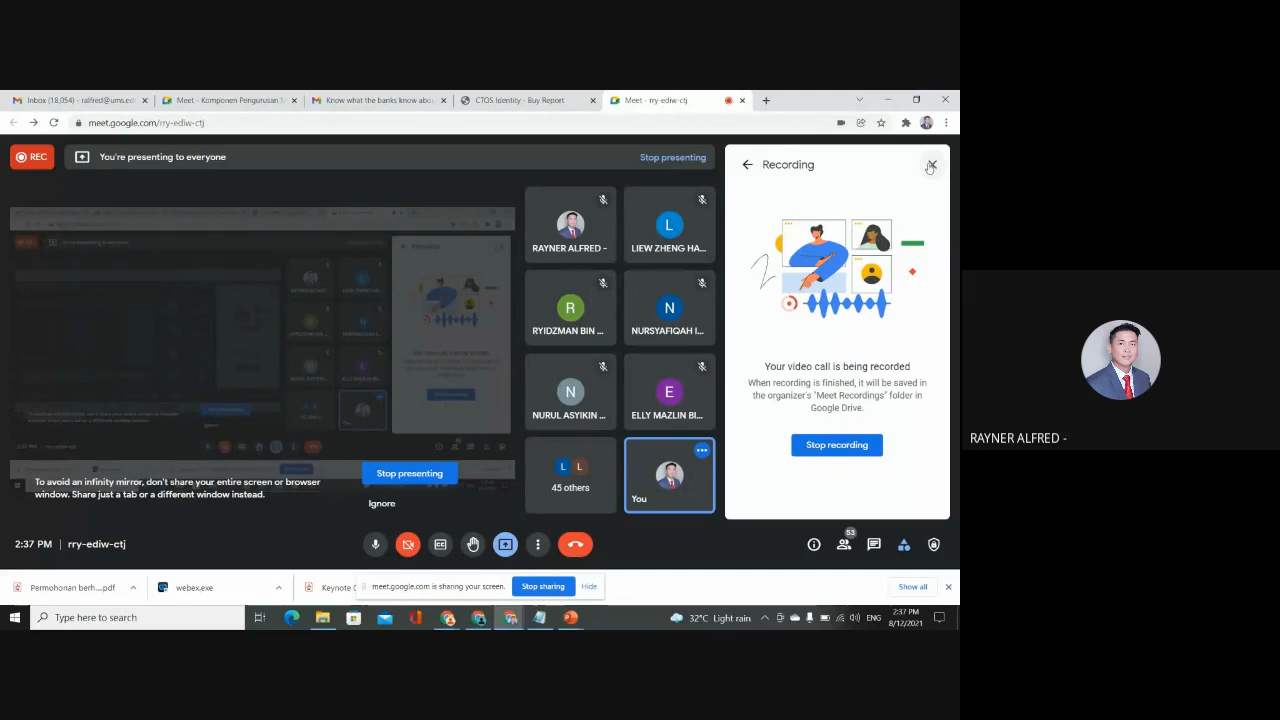 Inbox (18,054) - ralfred@ums.ed
Meet - Komponen Pengurusan M
Know what the banks know abou
CTOS Identity - Buy Report
Meet - rry-ediw-ctj
meet.google.com/rry-ediw-ctj
REC
You're presenting to everyone
Stop presenting
Recording
RAYNER ALFRED -
LIEW ZHENG HA...
RYIDZMAN BIN ...
NURSYAFIQAH I...
NURUL ASYIKIN ...
ELLY MAZLIN BI...
L
R
N
N
E
L L
45 others
You
Your video call is being recorded
When recording is finished, it will be saved in
the organizer's "Meet Recordings" folder in
Google Drive.
Stop recording
To avoid an infinity mirror, don't share your entire screen or browser
window. Share just a tab or a different window instead.
Stop presenting
Ignore
2:37 PM | rry-ediw-ctj
53
Permohonan berh....pdf
webex.exe
Keynote
meet.google.com is sharing your screen.
Stop sharing
Hide
Show all
Type here to search
32°C Light rain
ENG
2:37 PM
8/12/2021
RAYNER ALFRED -